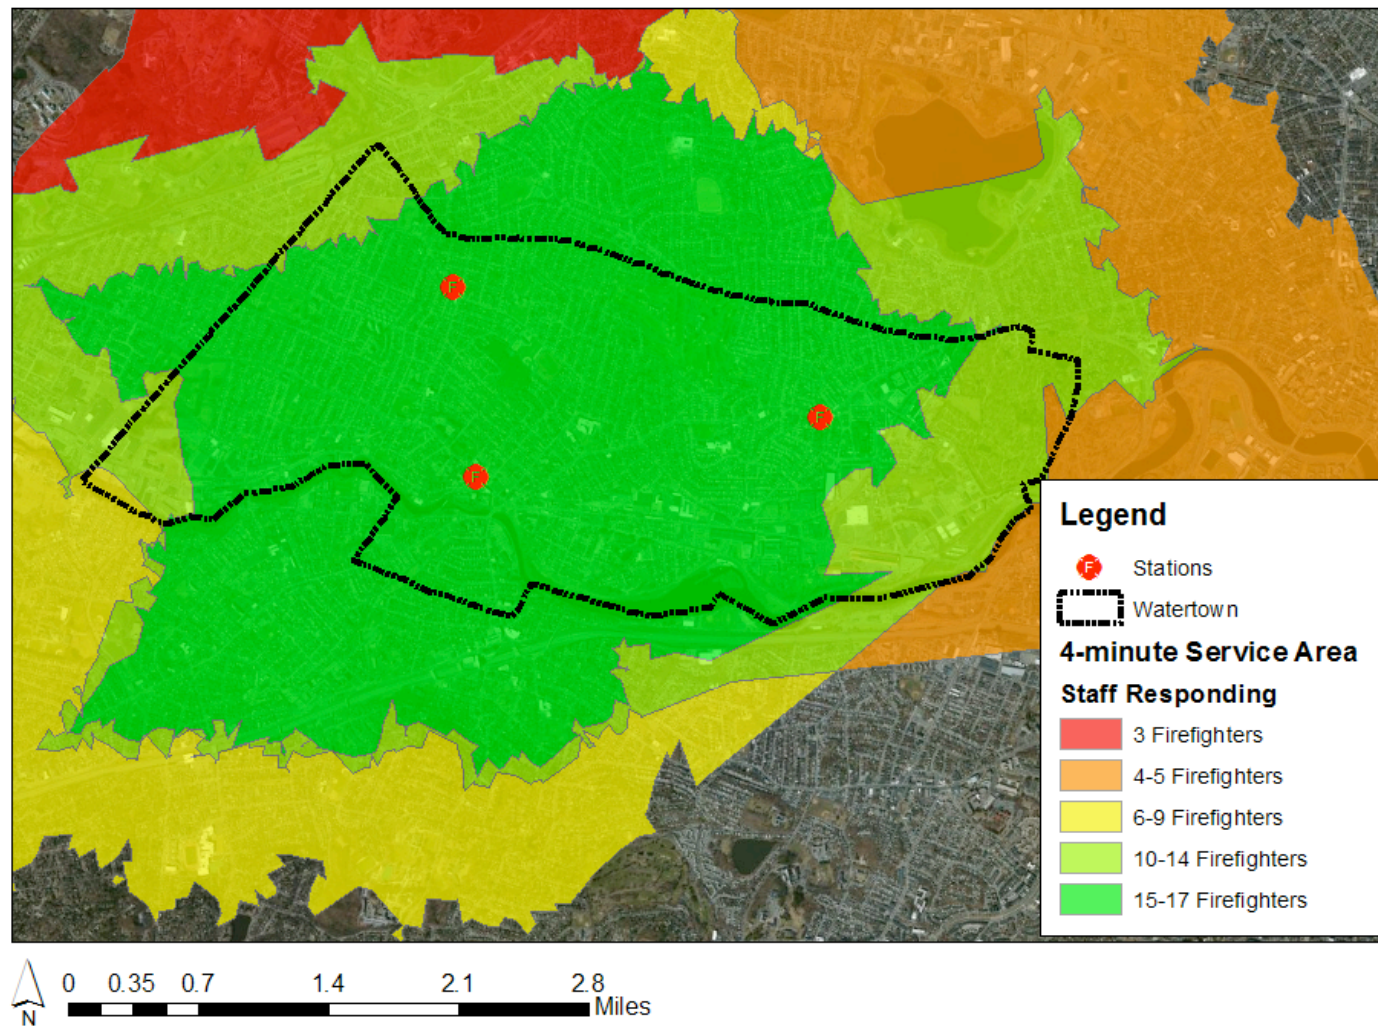 F
F
F
Legend
F Stations
Watertown
4-minute Service Area
Staff Responding
3 Firefighters
4-5 Firefighters
6-9 Firefighters
10-14 Firefighters
15-17 Firefighters
0 0.35 0.7 1.4 2.1 2.8
Miles
N